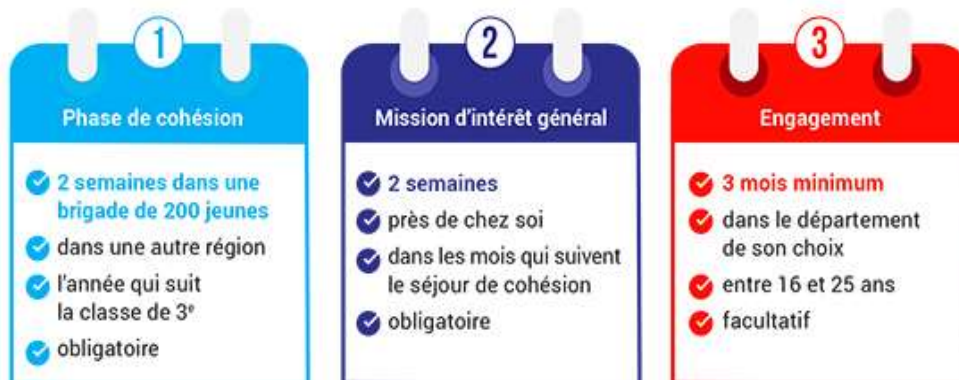 1
Phase de cohésion
2 semaines dans une
brigade de 200 jeunes
dans une autre région
l'année qui suit
la classe de 3ᵉ
obligatoire
2
Mission d'intérêt général
2 semaines
près de chez soi
dans les mois qui suivent
le séjour de cohésion
obligatoire
3
Engagement
3 mois minimum
dans le département
de son choix
entre 16 et 25 ans
facultatif